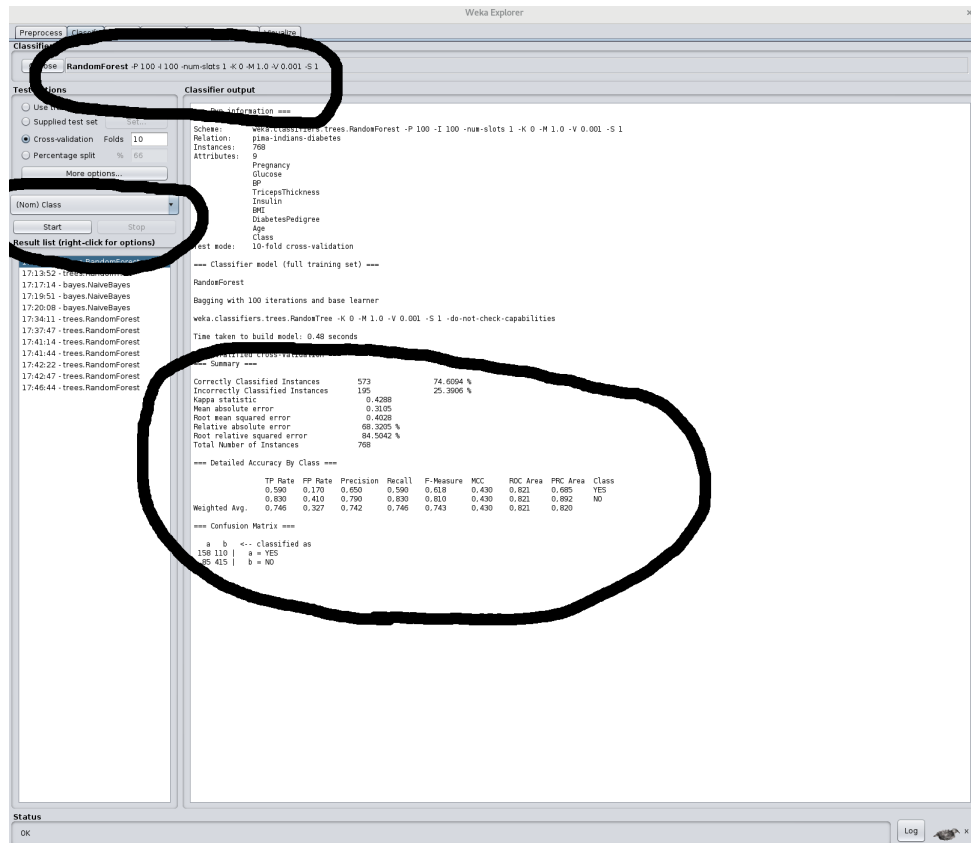 Weka Explorer
Preprocess
Visualize
RandomForest -P 100 -I 100 -num-slots 1 -K 0 -M 1.0 -V 0.001 -S 1
Classifier output
Supplied test set Set...
Cross-validation Folds 10
Percentage split % 66
More options...
(Nom) Class
Start Stop
Result list (right-click for options)
17:13:52 - trees.
17:17:14 - bayes.NaiveBayes
17:19:51 - bayes.NaiveBayes
17:20:08 - bayes.NaiveBayes
17:34:11 - trees.RandomForest
17:37:47 - trees.RandomForest
17:41:14 - trees.RandomForest
17:41:44 - trees.RandomForest
17:42:22 - trees.RandomForest
17:42:47 - trees.RandomForest
17:46:44 - trees.RandomForest
information ===
Scheme: weka.classifiers.trees.RandomForest -P 100 -I 100 -num-slots 1 -K 0 -M 1.0 -V 0.001 -S 1
Relation: pima-indians-diabetes
Instances: 768
Attributes: 9
Pregnancy
Glucose
BP
TricepsThickness
Insulin
BMI
DiabetesPedigree
Age
Class
Test mode: 10-fold cross-validation
=== Classifier model (full training set) ===
RandomForest
Bagging with 100 iterations and base learner
weka.classifiers.trees.RandomTree -K 0 -M 1.0 -V 0.001 -S 1 -do-not-check-capabilities
Time taken to build model: 0.48 seconds
cross-validation ===
=== Summary ===
Correctly Classified Instances 573 74.6094 %
Incorrectly Classified Instances 195 25.3906 %
Kappa statistic 0.4288
Mean absolute error 0.3105
Root mean squared error 0.4028
Relative absolute error 68.3205 %
Root relative squared error 84.5042 %
Total Number of Instances 768
=== Detailed Accuracy By Class ===
TP Rate FP Rate Precision Recall F-Measure MCC ROC Area PRC Area Class
0,590 0,170 0,650 0,590 0,618 0,430 0,821 0,685 YES
0,830 0,410 0,790 0,830 0,810 0,430 0,821 0,892 NO
Weighted Avg. 0,746 0,327 0,742 0,746 0,743 0,430 0,821 0,820
=== Confusion Matrix ===
a b <-- classified as
158 110 | a = YES
85 415 | b = NO
Status
OK
Log